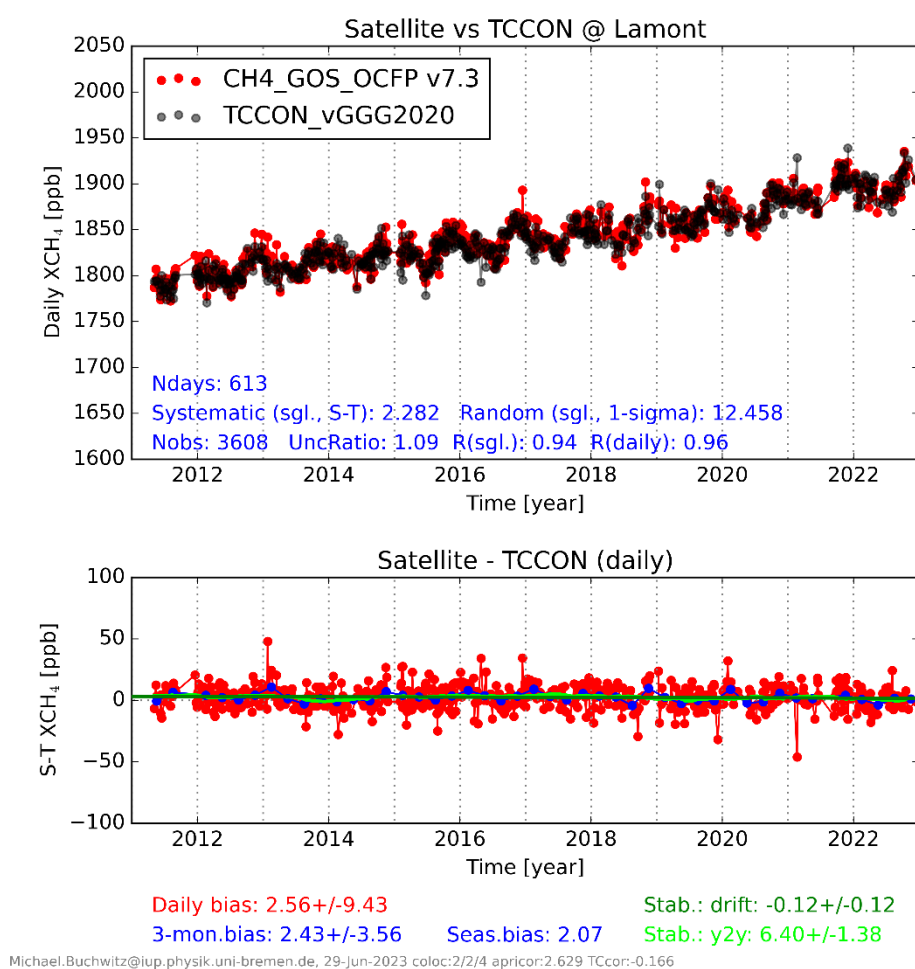 Satellite vs TCCON @ Lamont
2050
2000
1950
1900
1850
1800
1750
1700
1650
1600
Daily XCH₄ [ppb]
CH4_GOS_OCFP v7.3
TCCON_vGGG2020
Ndays: 613
Systematic (sgl., S-T): 2.282 Random (sgl., 1-sigma): 12.458
Nobs: 3608 UncRatio: 1.09 R(sgl.): 0.94 R(daily): 0.96
2012 2014 2016 2018 2020 2022
Time [year]
Satellite - TCCON (daily)
100
50
0
−50
−100
S-T XCH₄ [ppb]
2012 2014 2016 2018 2020 2022
Time [year]
Daily bias: 2.56+/-9.43 Stab.: drift: -0.12+/-0.12
3-mon.bias: 2.43+/-3.56 Seas.bias: 2.07 Stab.: y2y: 6.40+/-1.38
Michael.Buchwitz@iup.physik.uni-bremen.de, 29-Jun-2023 coloc:2/2/4 apricor:2.629 TCcor:-0.166